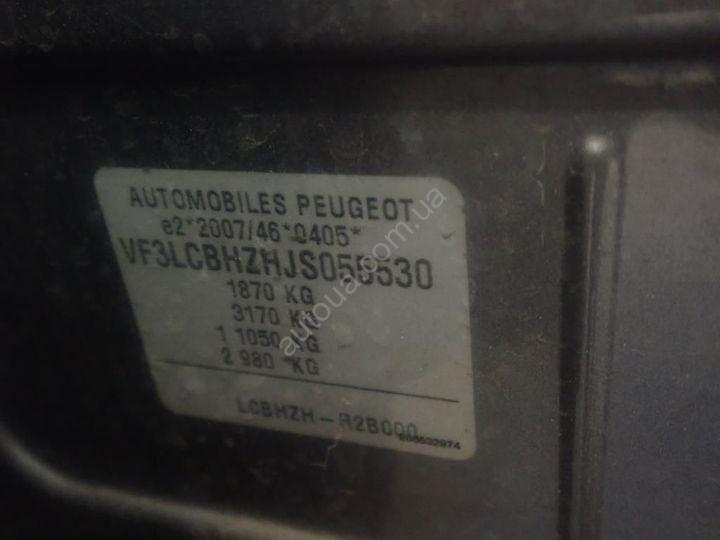 AUTOMOBILES PEUGEOT
e2*2007/46*0405*
VF3LCBHZHJS055530
1870 KG
3170 KG
1 1050 KG
2 980 KG
LCBHZH-R2B000
autoua.com.ua